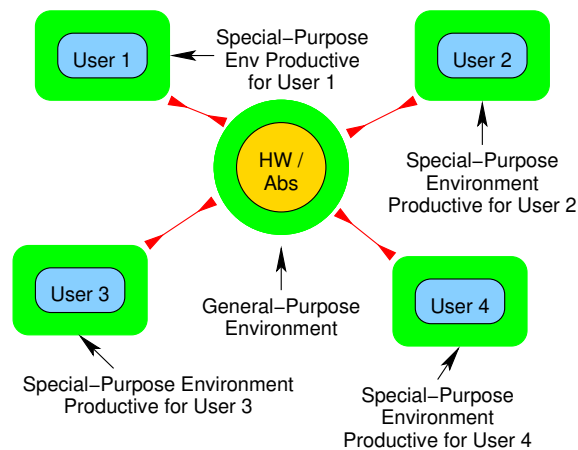 User 1
Special−Purpose
Env Productive
for User 1
User 2
HW /
Abs
Special−Purpose
Environment
Productive for User 2
User 3
General−Purpose
Environment
User 4
Special−Purpose Environment
Productive for User 3
Special−Purpose
Environment
Productive for User 4